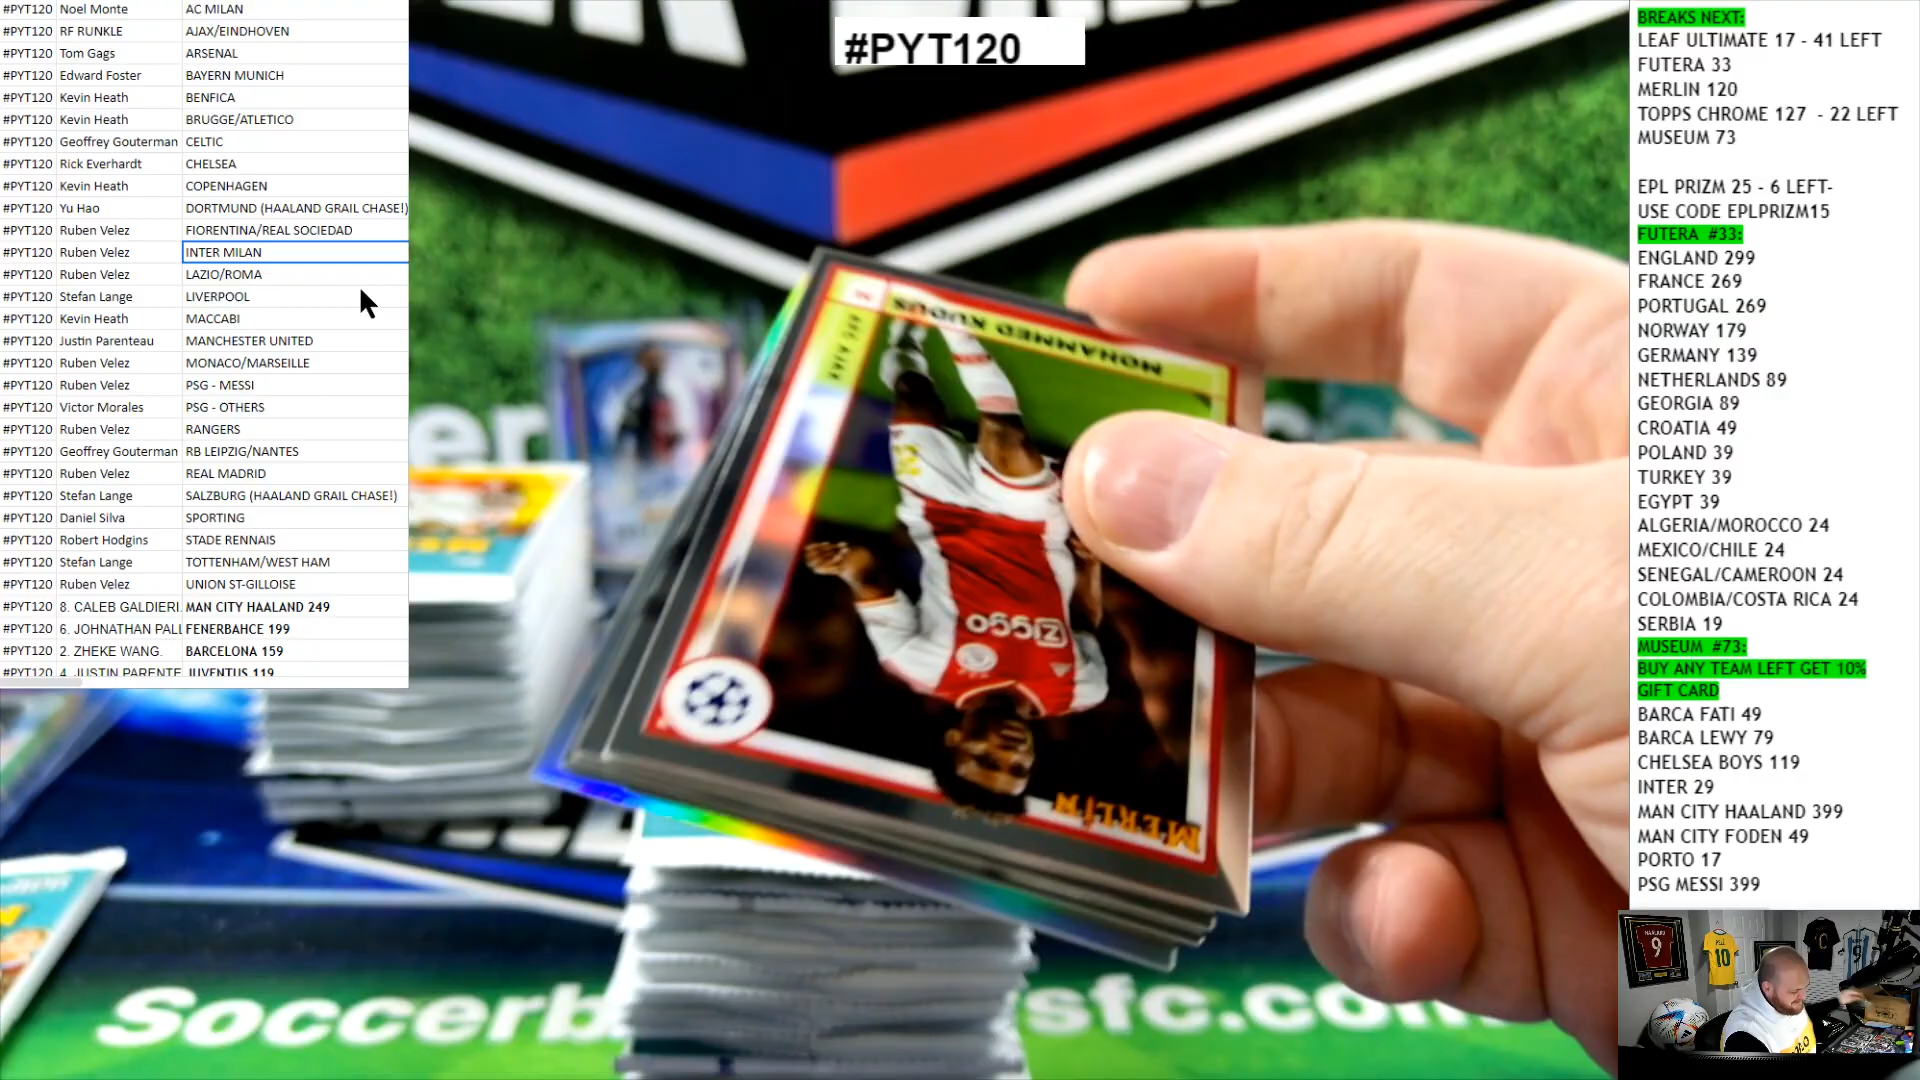 #PYT120 Noel Monte AC MILAN
#PYT120 RF RUNKLE AJAX/EINDHOVEN
#PYT120 Tom Gags ARSENAL
#PYT120 Edward Foster BAYERN MUNICH
#PYT120 Kevin Heath BENFICA
#PYT120 Kevin Heath BRUGGE/ATLETICO
#PYT120 Geoffrey Gouterman CELTIC
#PYT120 Rick Everhardt CHELSEA
#PYT120 Kevin Heath COPENHAGEN
#PYT120 Yu Hao DORTMUND (HAALAND GRAIL CHASE!)
#PYT120 Ruben Velez FIORENTINA/REAL SOCIEDAD
#PYT120 Ruben Velez INTER MILAN
#PYT120 Ruben Velez LAZIO/ROMA
#PYT120 Stefan Lange LIVERPOOL
#PYT120 Kevin Heath MACCABI
#PYT120 Justin Parenteau MANCHESTER UNITED
#PYT120 Ruben Velez MONACO/MARSEILLE
#PYT120 Ruben Velez PSG - MESSI
#PYT120 Victor Morales PSG - OTHERS
#PYT120 Ruben Velez RANGERS
#PYT120 Geoffrey Gouterman RB LEIPZIG/NANTES
#PYT120 Ruben Velez REAL MADRID
#PYT120 Stefan Lange SALZBURG (HAALAND GRAIL CHASE!)
#PYT120 Daniel Silva SPORTING
#PYT120 Robert Hodgins STADE RENNAIS
#PYT120 Stefan Lange TOTTENHAM/WEST HAM
#PYT120 Ruben Velez UNION ST-GILLOISE
#PYT120 8. CALEB GALDIERI. MAN CITY HAALAND 249
#PYT120 6. JOHNATHAN PALL FENERBAHCE 199
#PYT120 2. ZHEKE WANG. BARCELONA 159
#PYT120 4. JUSTIN PARENTE JUVENTUS 119
#PYT120
MOHAMMED KUDUS
AFC AJAX
ziggo
MERLIN
Soccerb sfc.com
BREAKS NEXT:
LEAF ULTIMATE 17 - 41 LEFT
FUTERA 33
MERLIN 120
TOPPS CHROME 127 - 22 LEFT
MUSEUM 73
EPL PRIZM 25 - 6 LEFT-
USE CODE EPLPRIZM15
FUTERA #33:
ENGLAND 299
FRANCE 269
PORTUGAL 269
NORWAY 179
GERMANY 139
NETHERLANDS 89
GEORGIA 89
CROATIA 49
POLAND 39
TURKEY 39
EGYPT 39
ALGERIA/MOROCCO 24
MEXICO/CHILE 24
SENEGAL/CAMEROON 24
COLOMBIA/COSTA RICA 24
SERBIA 19
MUSEUM #73:
BUY ANY TEAM LEFT GET 10%
GIFT CARD
BARCA FATI 49
BARCA LEWY 79
CHELSEA BOYS 119
INTER 29
MAN CITY HAALAND 399
MAN CITY FODEN 49
PORTO 17
PSG MESSI 399
HAALAND
9
10